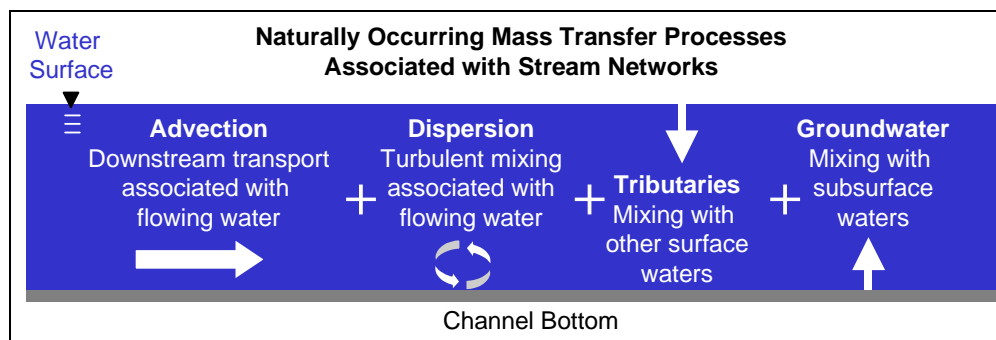 Water
Surface
Naturally Occurring Mass Transfer Processes
Associated with Stream Networks
Advection
Downstream transport
associated with
flowing water
+
Dispersion
Turbulent mixing
associated with
flowing water
+
Tributaries
Mixing with
other surface
waters
+
Groundwater
Mixing with
subsurface
waters
Channel Bottom